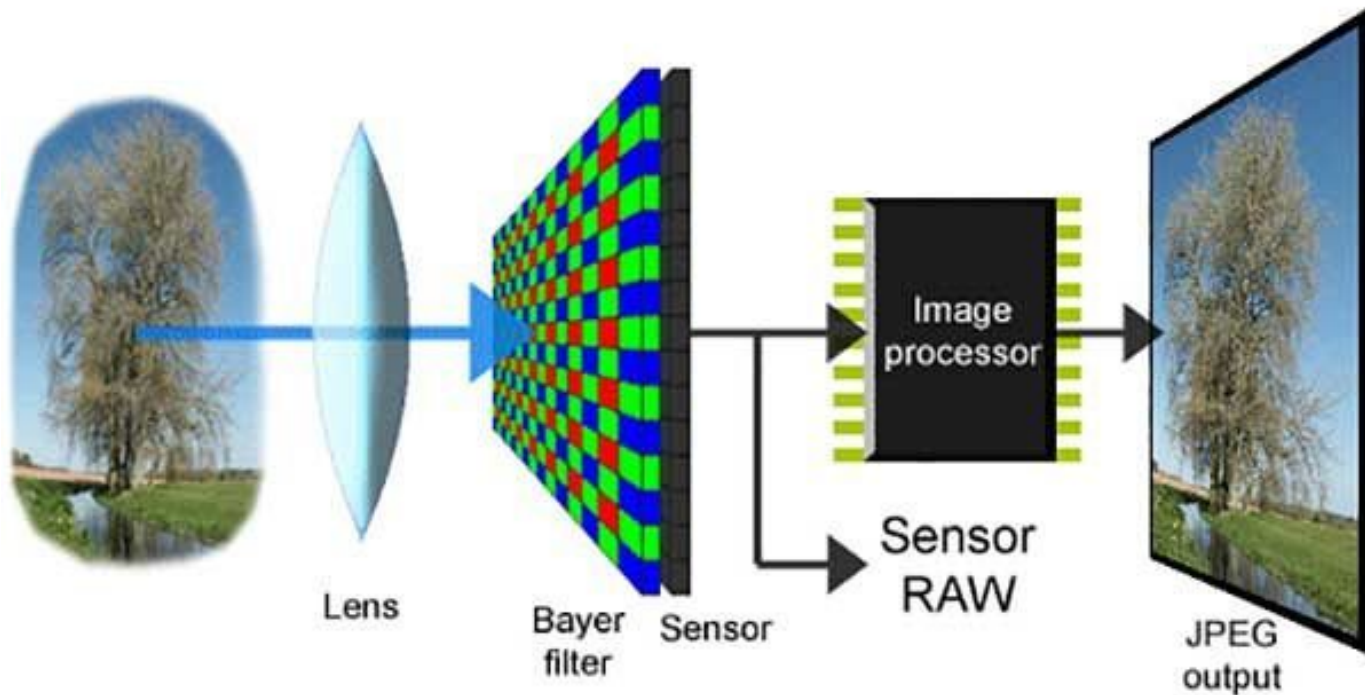 Lens
Bayer
filter
Sensor
Image
processor
Sensor
RAW
JPEG
output